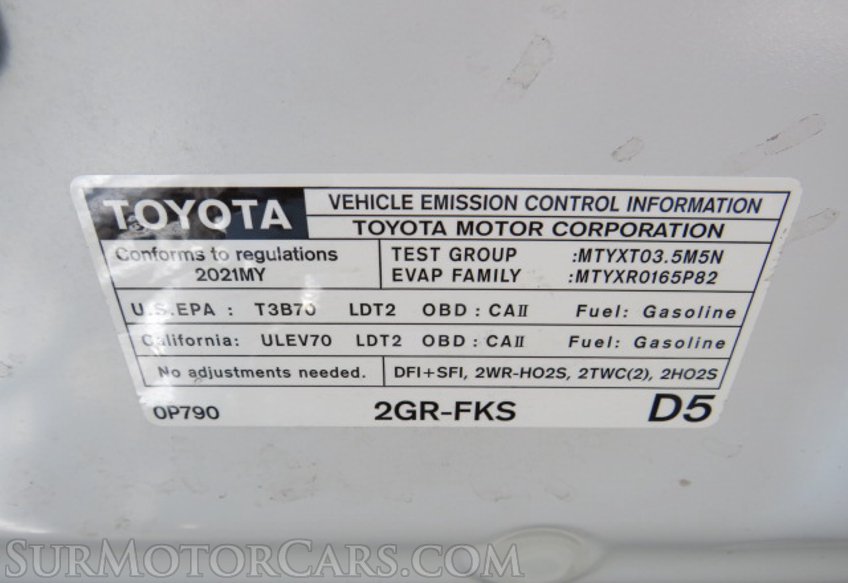 TOYOTA
VEHICLE EMISSION CONTROL INFORMATION
TOYOTA MOTOR CORPORATION
Conforms to regulations
2021MY
TEST GROUP :MTYXT03.5M5N
EVAP FAMILY :MTYXR0165P82
U.S.EPA : T3B70 LDT2 OBD : CAII Fuel: Gasoline
California: ULEV70 LDT2 OBD : CAII Fuel: Gasoline
No adjustments needed.
DFI+SFI, 2WR-HO2S, 2TWC(2), 2HO2S
0P790 2GR-FKS D5
SURMOTORCARS.COM